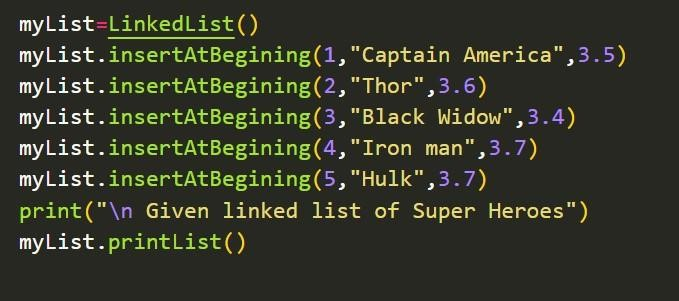 myList=LinkedList()
myList.insertAtBegining(1,"Captain America",3.5)
myList.insertAtBegining(2,"Thor",3.6)
myList.insertAtBegining(3,"Black Widow",3.4)
myList.insertAtBegining(4,"Iron man",3.7)
myList.insertAtBegining(5,"Hulk",3.7)
print("\n Given linked list of Super Heroes")
myList.printList()